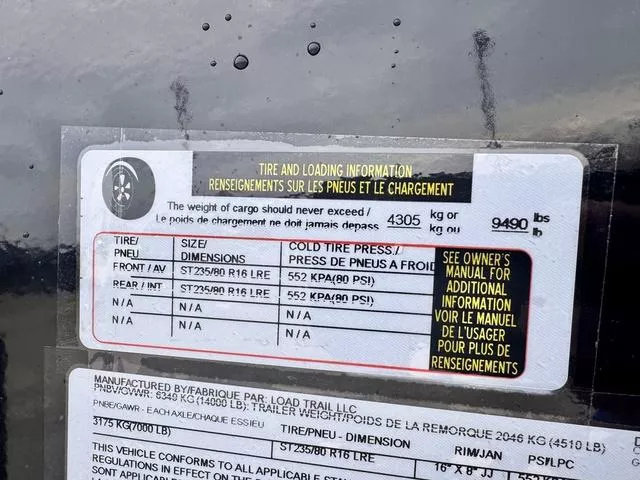 TIRE AND LOADING INFORMATION
RENSEIGNEMENTS SUR LES PNEUS ET LE CHARGEMENT
The weight of cargo should never exceed / 4305 kg or 9490 lbs
Le poids de chargement ne doit jamais depass kg ou lb
TIRE/ SIZE/ COLD TIRE PRESS./
PNEU DIMENSIONS PRESS DE PNEUS A FROID
FRONT / AV ST235/80 R16 LRE 552 KPA(80 PSI)
REAR / INT ST235/80 R16 LRE 552 KPA(80 PSI)
N / A N / A N / A
N / A N / A N / A
SEE OWNER'S
MANUAL FOR
ADDITIONAL
INFORMATION
VOIR LE MANUEL
DE L'USAGER
POUR PLUS DE
RENSEIGNEMENTS
MANUFACTURED BY/FABRIQUE PAR: LOAD TRAIL LLC
PNBV/GVWR: 6349 KG (14000 LB): TRAILER WEIGHT/POIDS DE LA REMORQUE 2046 KG (4510 LB)
PNBE/GAWR - EACH AXLE/CHAQUE ESSIEU TIRE/PNEU - DIMENSION RIM/JAN PSI/LPC
3175 KG(7000 LB) ST235/80 R16 LRE 16" X 8" JJ
THIS VEHICLE CONFORMS TO ALL APPLICABLE
REGULATIONS IN EFFECT ON THE
SONT APPLICABLE